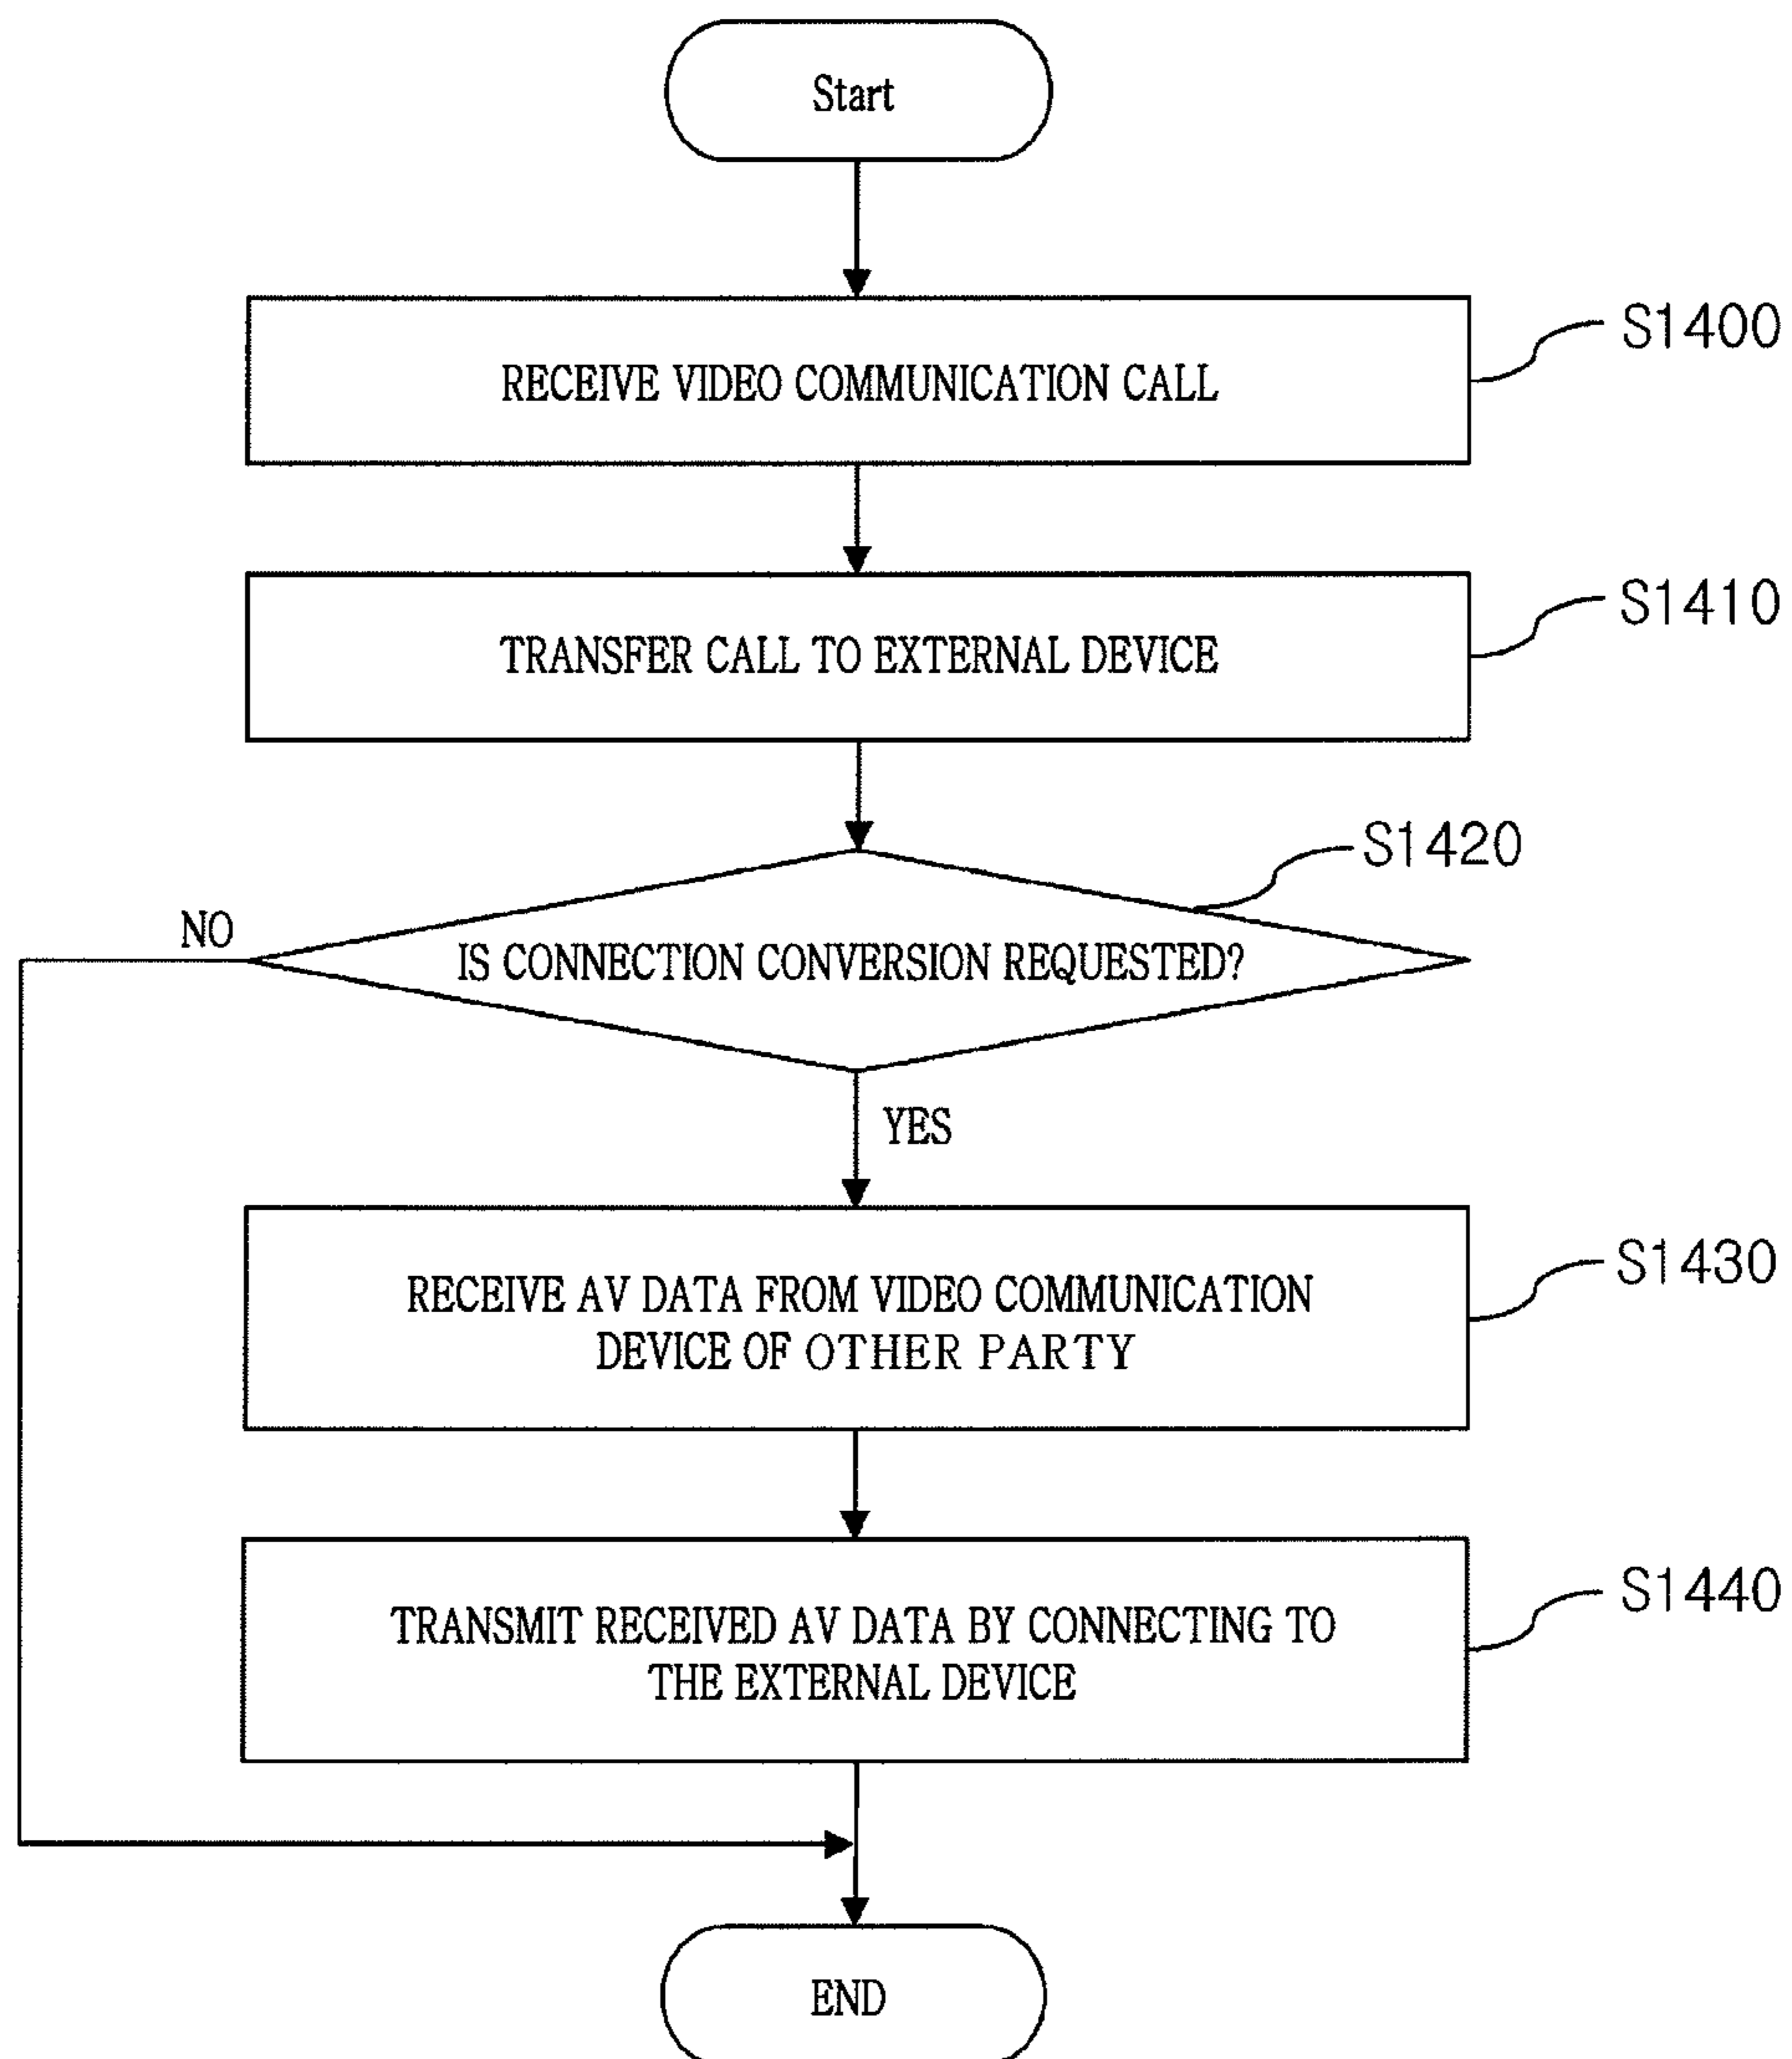 Start
RECEIVE VIDEO COMMUNICATION CALL
S1400
TRANSFER CALL TO EXTERNAL DEVICE
S1410
S1420
NO
IS CONNECTION CONVERSION REQUESTED?
YES
RECEIVE AV DATA FROM VIDEO COMMUNICATION
DEVICE OF OTHER PARTY
S1430
TRANSMIT RECEIVED AV DATA BY CONNECTING TO
THE EXTERNAL DEVICE
S1440
END